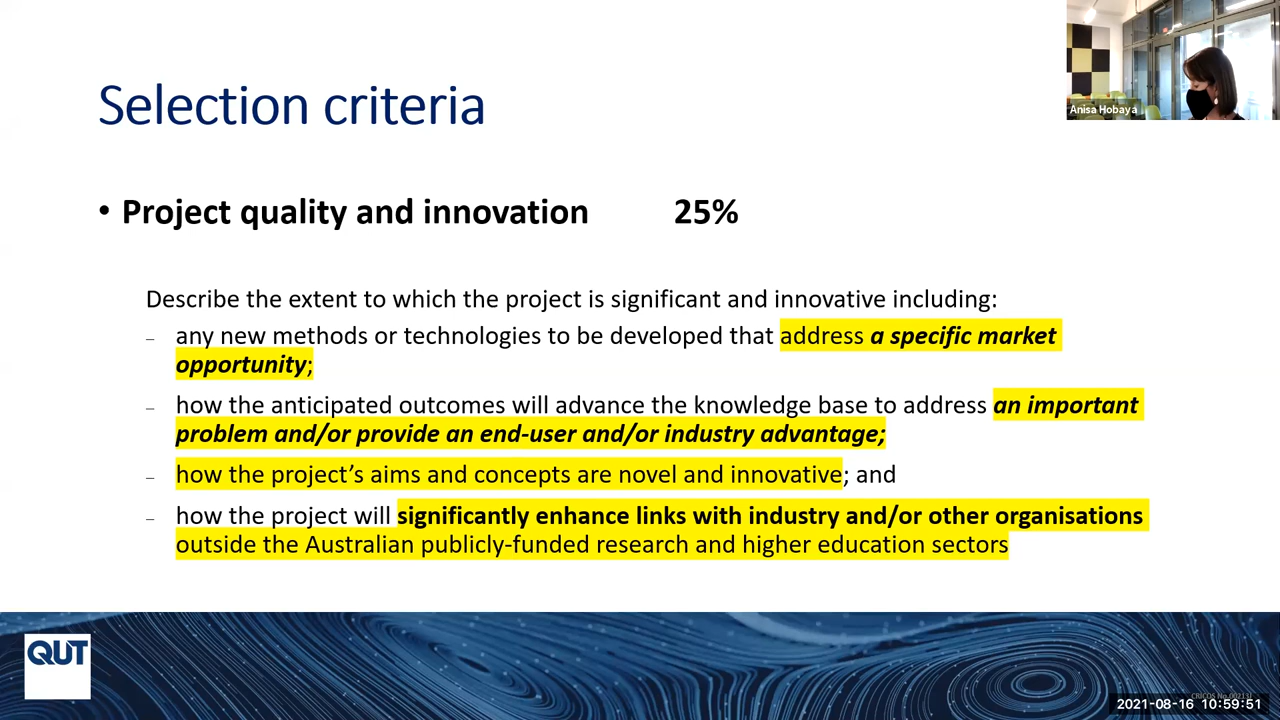 Selection criteria
Anisa Hobaya
• Project quality and innovation 25%
Describe the extent to which the project is significant and innovative including:
– any new methods or technologies to be developed that address a specific market
opportunity;
– how the anticipated outcomes will advance the knowledge base to address an important
problem and/or provide an end-user and/or industry advantage;
– how the project’s aims and concepts are novel and innovative; and
– how the project will significantly enhance links with industry and/or other organisations
outside the Australian publicly-funded research and higher education sectors
QUT
CRICOS No.
2021-08-16 10:59:51